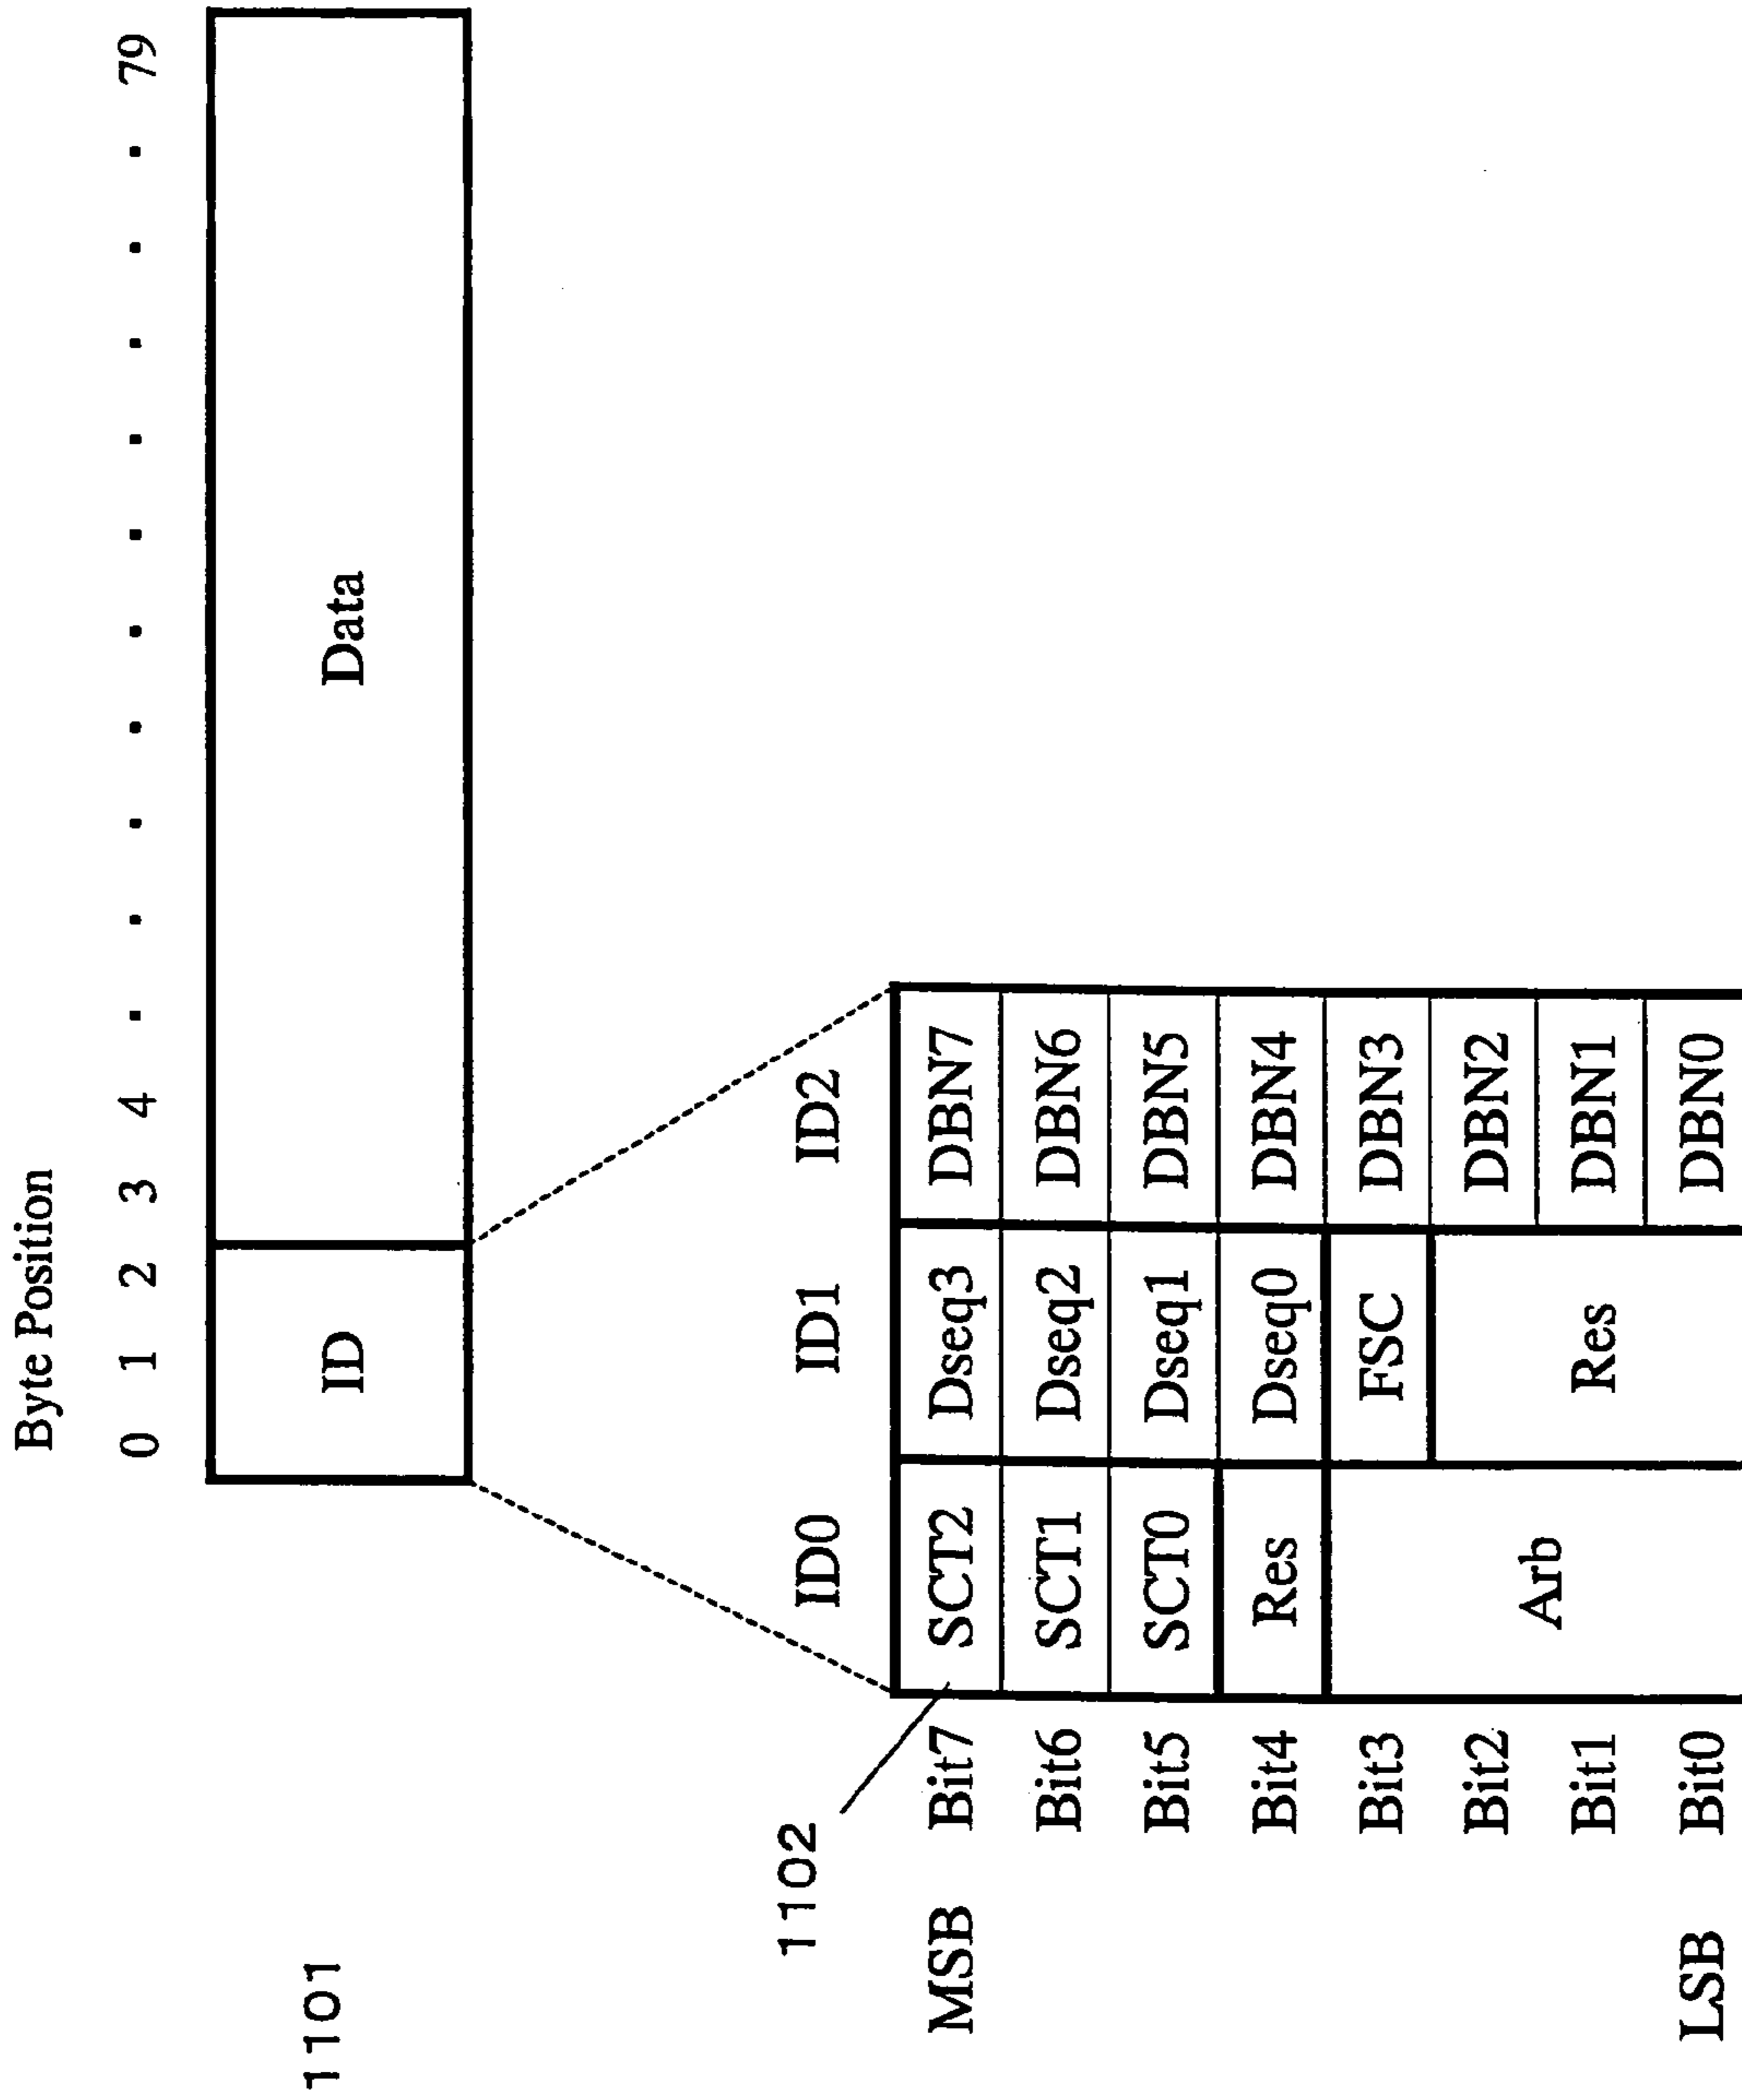 Byte Position
0 1 2 3 4 . . . . . . . . . . 79
1101 ID Data
ID0 ID1 ID2
1102
MSB Bit7 SCT2 Dseq3 DBN7
Bit6 SCT1 Dseq2 DBN6
Bit5 SCT0 Dseq1 DBN5
Bit4 Res Dseq0 DBN4
Bit3 FSC DBN3
Bit2 DBN2
Arb
Bit1 Res DBN1
LSB Bit0 DBN0